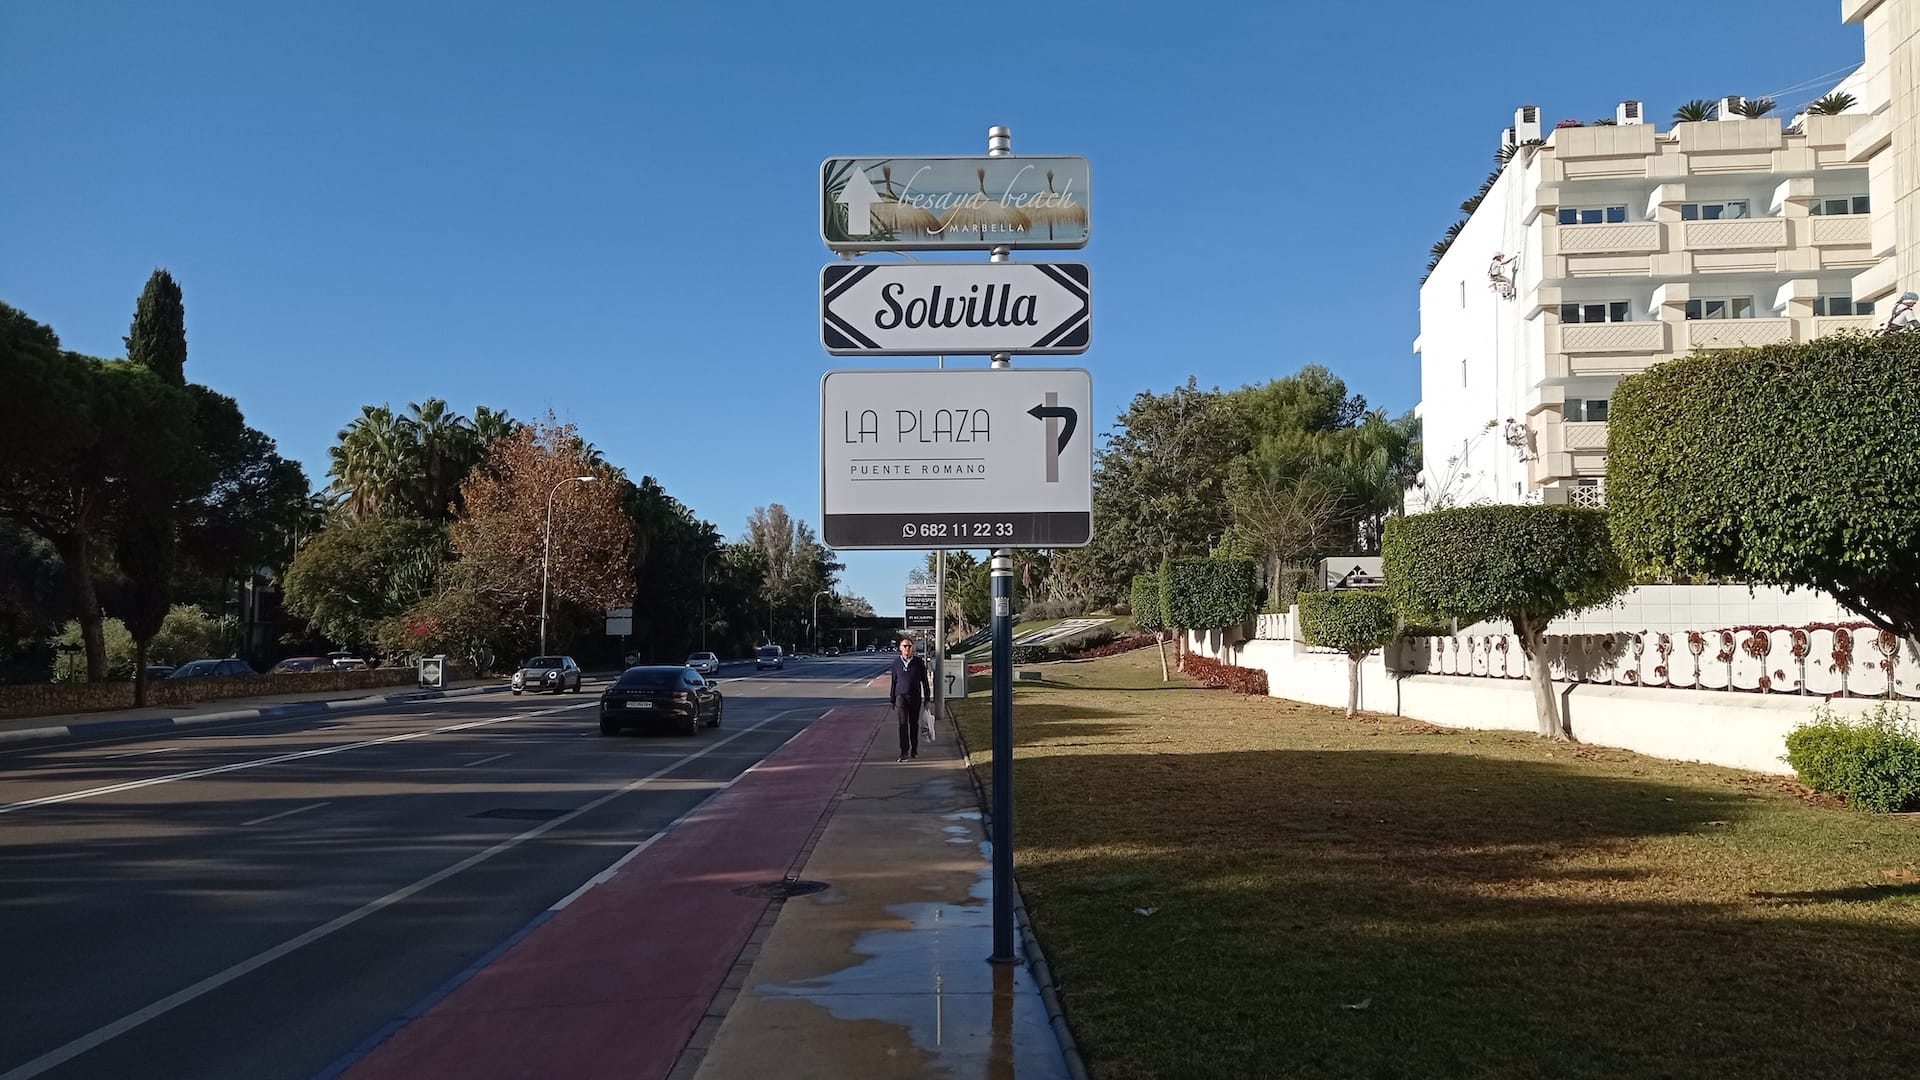 besaya beach
MARBELLA
Solvilla
LA PLAZA
PUENTE ROMANO
682 11 22 33